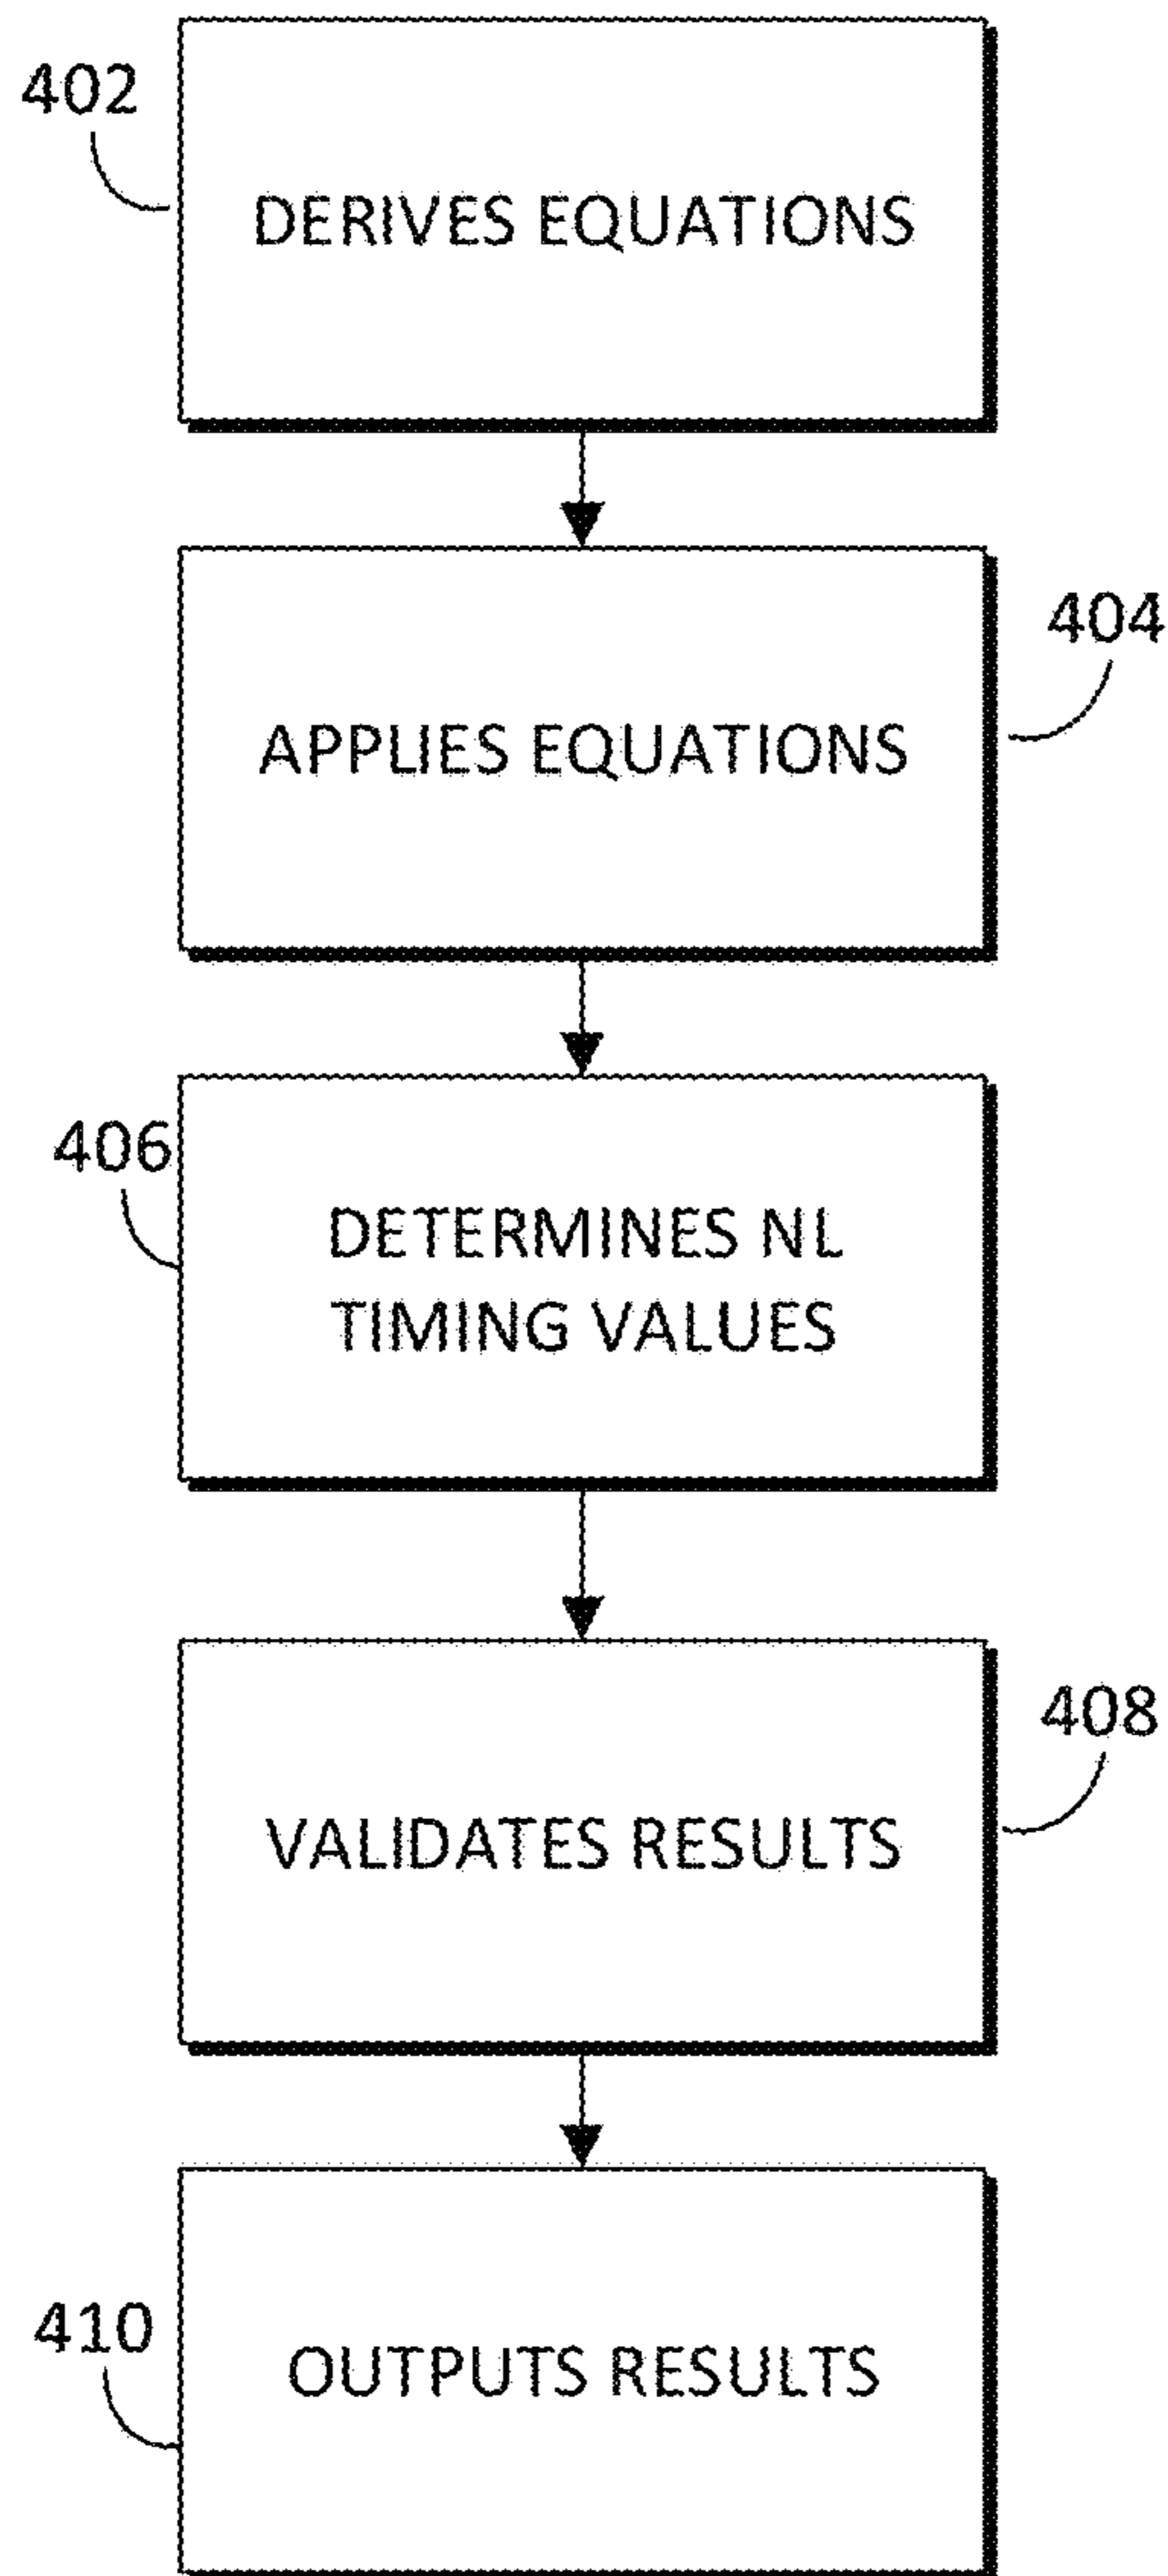 402
DERIVES EQUATIONS
404
APPLIES EQUATIONS
406
DETERMINES NL
TIMING VALUES
408
VALIDATES RESULTS
410
OUTPUTS RESULTS